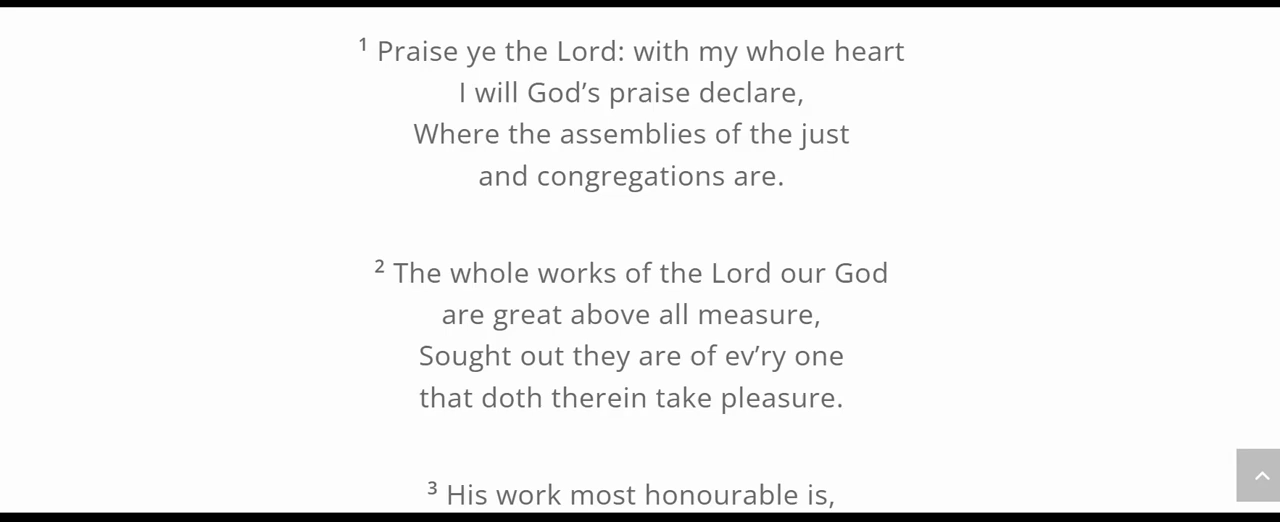 ¹ Praise ye the Lord: with my whole heart
I will God’s praise declare,
Where the assemblies of the just
and congregations are.
² The whole works of the Lord our God
are great above all measure,
Sought out they are of ev’ry one
that doth therein take pleasure.
³ His work most honourable is,